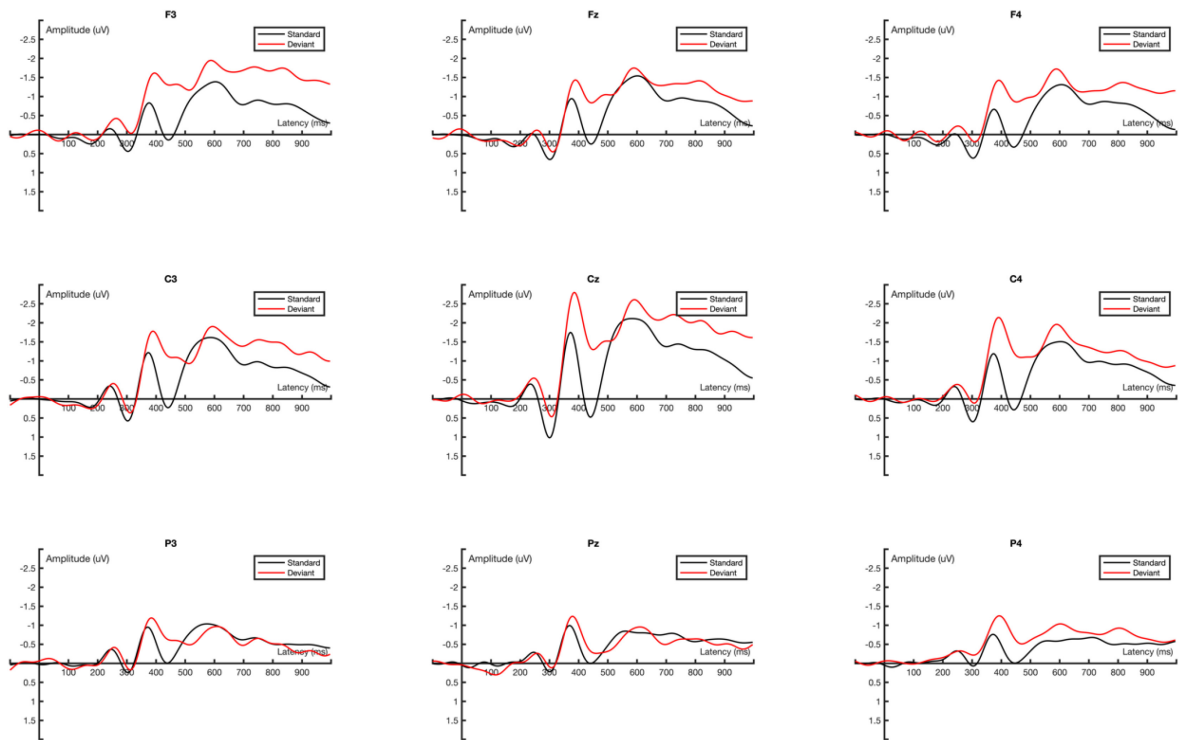 F3
Amplitude (uV)
Standard
Deviant
-2.5
-2
-1.5
-1
-0.5
Latency (ms)
100 200 300 400 500 600 700 800 900
0.5
1
1.5
Fz
Amplitude (uV)
Standard
Deviant
-2.5
-2
-1.5
-1
-0.5
Latency (ms)
100 200 300 400 500 600 700 800 900
0.5
1
1.5
F4
Amplitude (uV)
Standard
Deviant
-2.5
-2
-1.5
-1
-0.5
Latency (ms)
100 200 300 400 500 600 700 800 900
0.5
1
1.5
C3
Amplitude (uV)
Standard
Deviant
-2.5
-2
-1.5
-1
-0.5
Latency (ms)
100 200 300 400 500 600 700 800 900
0.5
1
1.5
Cz
Amplitude (uV)
Standard
Deviant
-2.5
-2
-1.5
-1
-0.5
Latency (ms)
100 200 300 400 500 600 700 800 900
0.5
1
1.5
C4
Amplitude (uV)
Standard
Deviant
-2.5
-2
-1.5
-1
-0.5
Latency (ms)
100 200 300 400 500 600 700 800 900
0.5
1
1.5
P3
Amplitude (uV)
Standard
Deviant
-2.5
-2
-1.5
-1
-0.5
Latency (ms)
100 200 300 400 500 600 700 800 900
0.5
1
1.5
Pz
Amplitude (uV)
Standard
Deviant
-2.5
-2
-1.5
-1
-0.5
Latency (ms)
100 200 300 400 500 600 700 800 900
0.5
1
1.5
P4
Amplitude (uV)
Standard
Deviant
-2.5
-2
-1.5
-1
-0.5
Latency (ms)
100 200 300 400 500 600 700 800 900
0.5
1
1.5